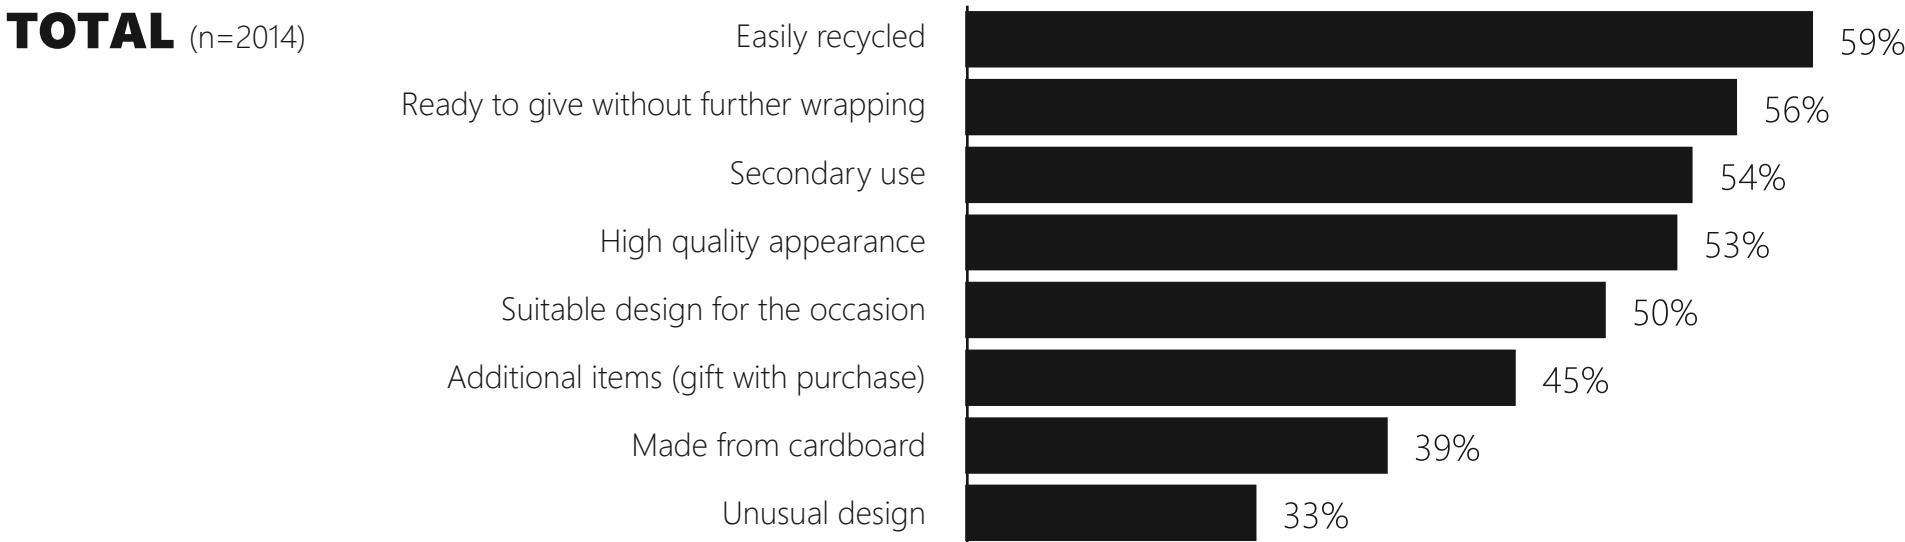 TOTAL (n=2014)
Easily recycled 59%
Ready to give without further wrapping 56%
Secondary use 54%
High quality appearance 53%
Suitable design for the occasion 50%
Additional items (gift with purchase) 45%
Made from cardboard 39%
Unusual design 33%